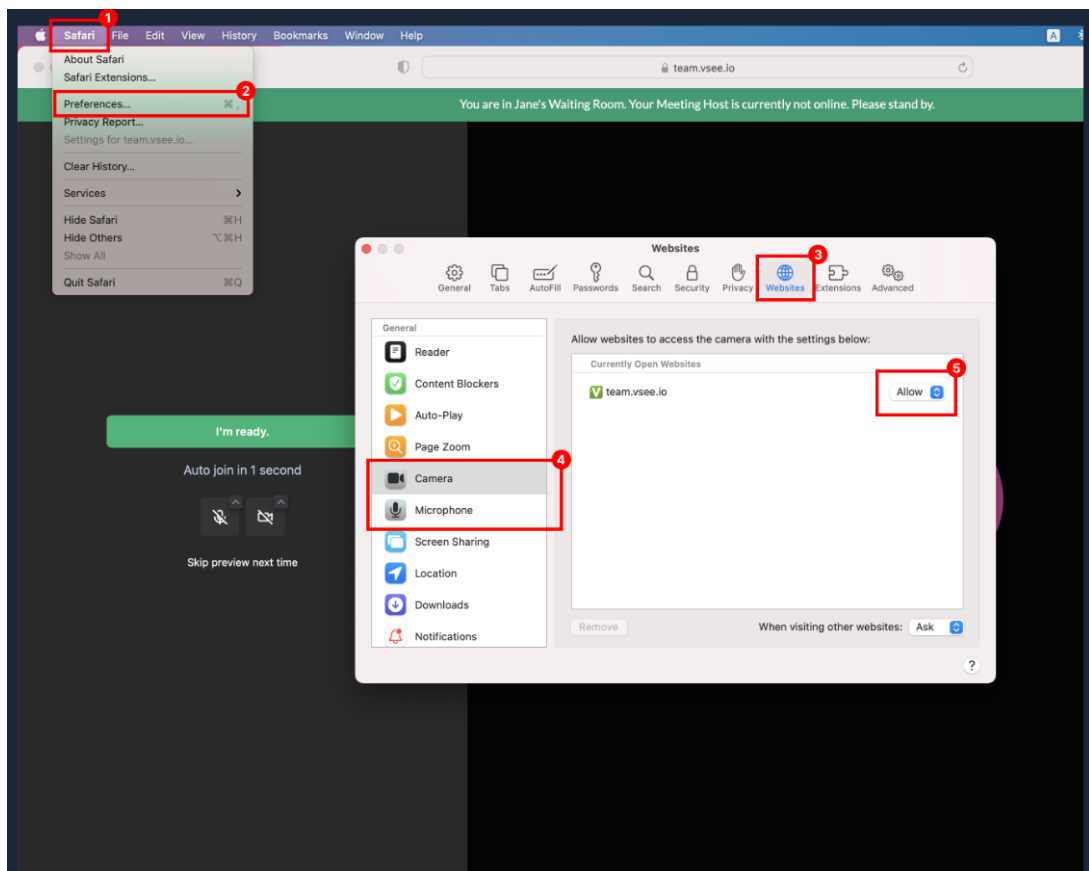 1
Safari File Edit View History Bookmarks Window Help
A
About Safari
Safari Extensions...
2
Preferences... ⌘ ,
Privacy Report...
Settings for team.vsee.io...
Clear History...
Services
Hide Safari ⌘H
Hide Others ⌥⌘H
Show All
Quit Safari ⌘Q
team.vsee.io
You are in Jane's Waiting Room. Your Meeting Host is currently not online. Please stand by.
I'm ready.
Auto join in 1 second
Skip preview next time
Websites
3
General Tabs AutoFill Passwords Search Security Privacy Websites Extensions Advanced
General
Reader
Content Blockers
Auto-Play
Page Zoom
4
Camera
Microphone
Screen Sharing
Location
Downloads
Notifications
Allow websites to access the camera with the settings below:
Currently Open Websites
5
V team.vsee.io Allow
Remove When visiting other websites: Ask
?